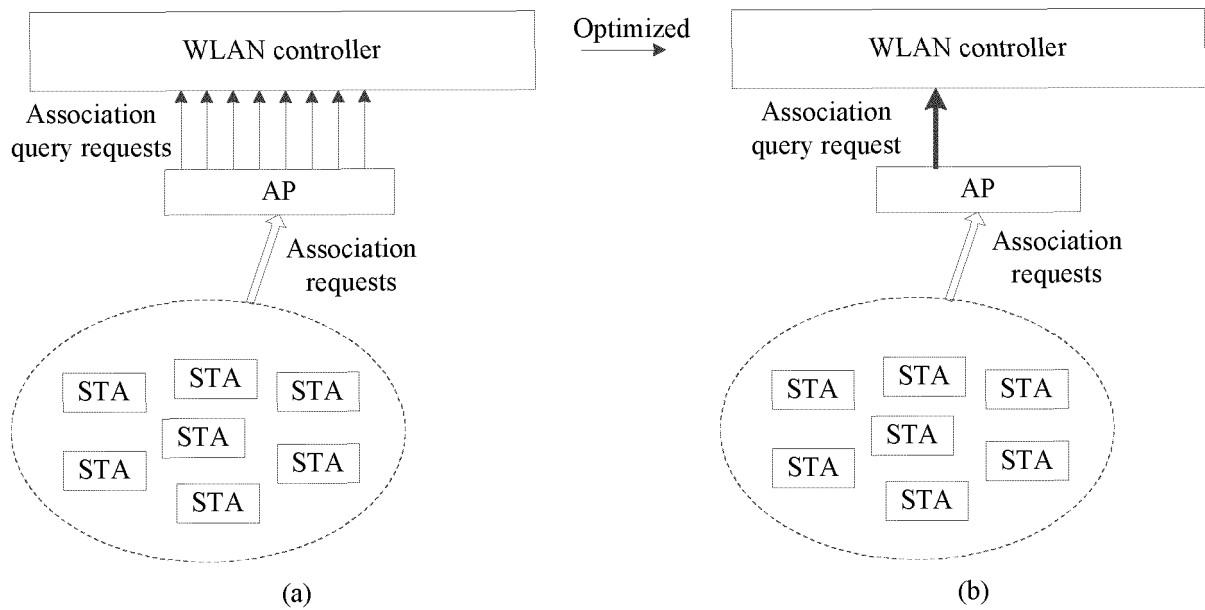 WLAN controller
Association
query requests
AP
Association
requests
STA
STA
STA
STA
STA
STA
STA
(a)
Optimized
WLAN controller
Association
query request
AP
Association
requests
STA
STA
STA
STA
STA
STA
STA
(b)